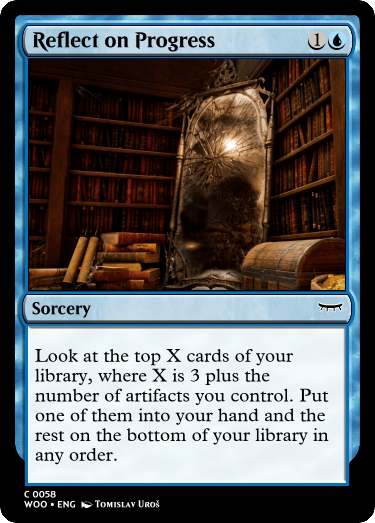 Reflect on Progress 1
Sorcery
Look at the top X cards of your
library, where X is 3 plus the
number of artifacts you control. Put
one of them into your hand and the
rest on the bottom of your library in
any order.
C 0058
WOO • ENG Tomislav Uroš